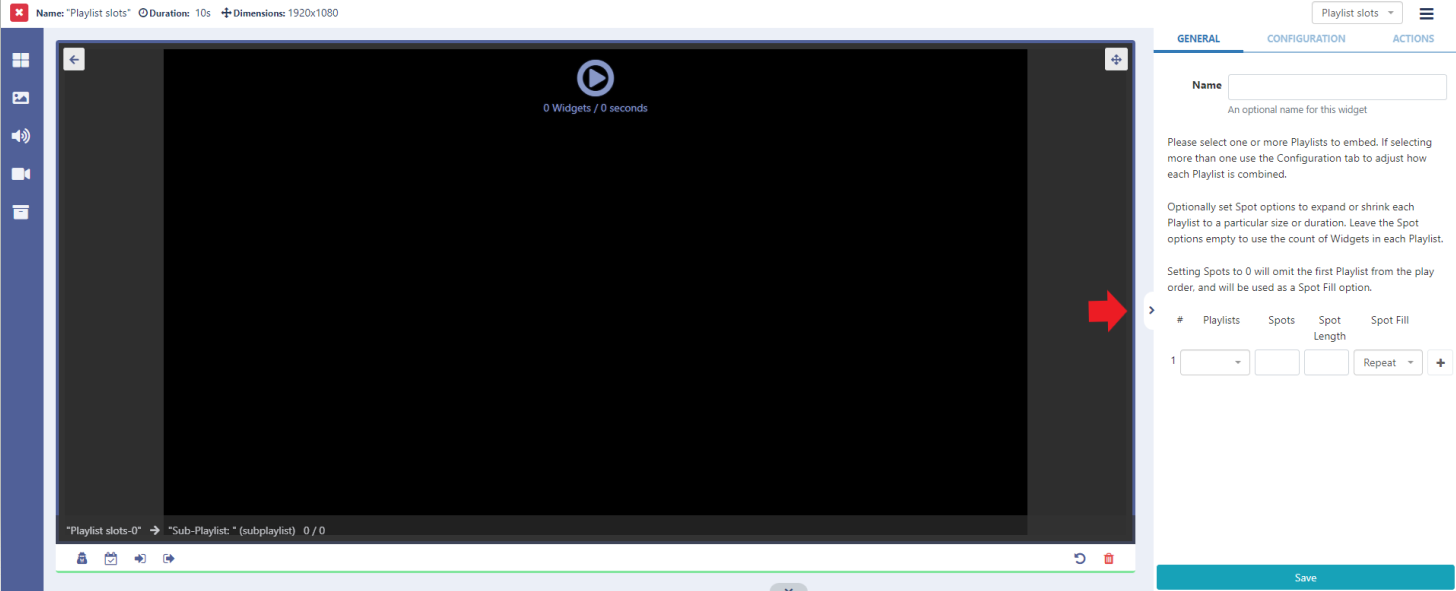 Name: "Playlist slots" Duration: 10s Dimensions: 1920x1080
Playlist slots
0 Widgets / 0 seconds
"Playlist slots-0" → "Sub-Playlist: " (subplaylist) 0 / 0
GENERAL CONFIGURATION ACTIONS
Name
An optional name for this widget
Please select one or more Playlists to embed. If selecting
more than one use the Configuration tab to adjust how
each Playlist is combined.
Optionally set Spot options to expand or shrink each
Playlist to a particular size or duration. Leave the Spot
options empty to use the count of Widgets in each Playlist.
Setting Spots to 0 will omit the first Playlist from the play
order, and will be used as a Spot Fill option.
# Playlists Spots Spot Spot Fill
Length
1 Repeat
Save